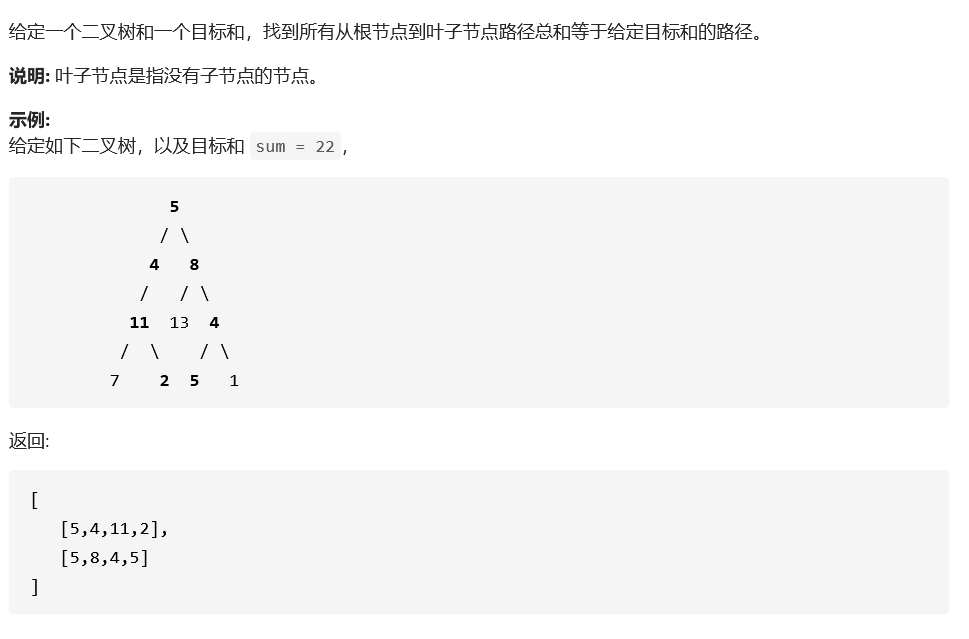 给定一个二叉树和一个目标和，找到所有从根节点到叶子节点路径总和等于给定目标和的路径。
说明: 叶子节点是指没有子节点的节点。
示例:
给定如下二叉树，以及目标和 sum = 22，
5
/ \
4 8
/ / \
11 13 4
/ \ / \
7 2 5 1
返回:
[
[5,4,11,2],
[5,8,4,5]
]